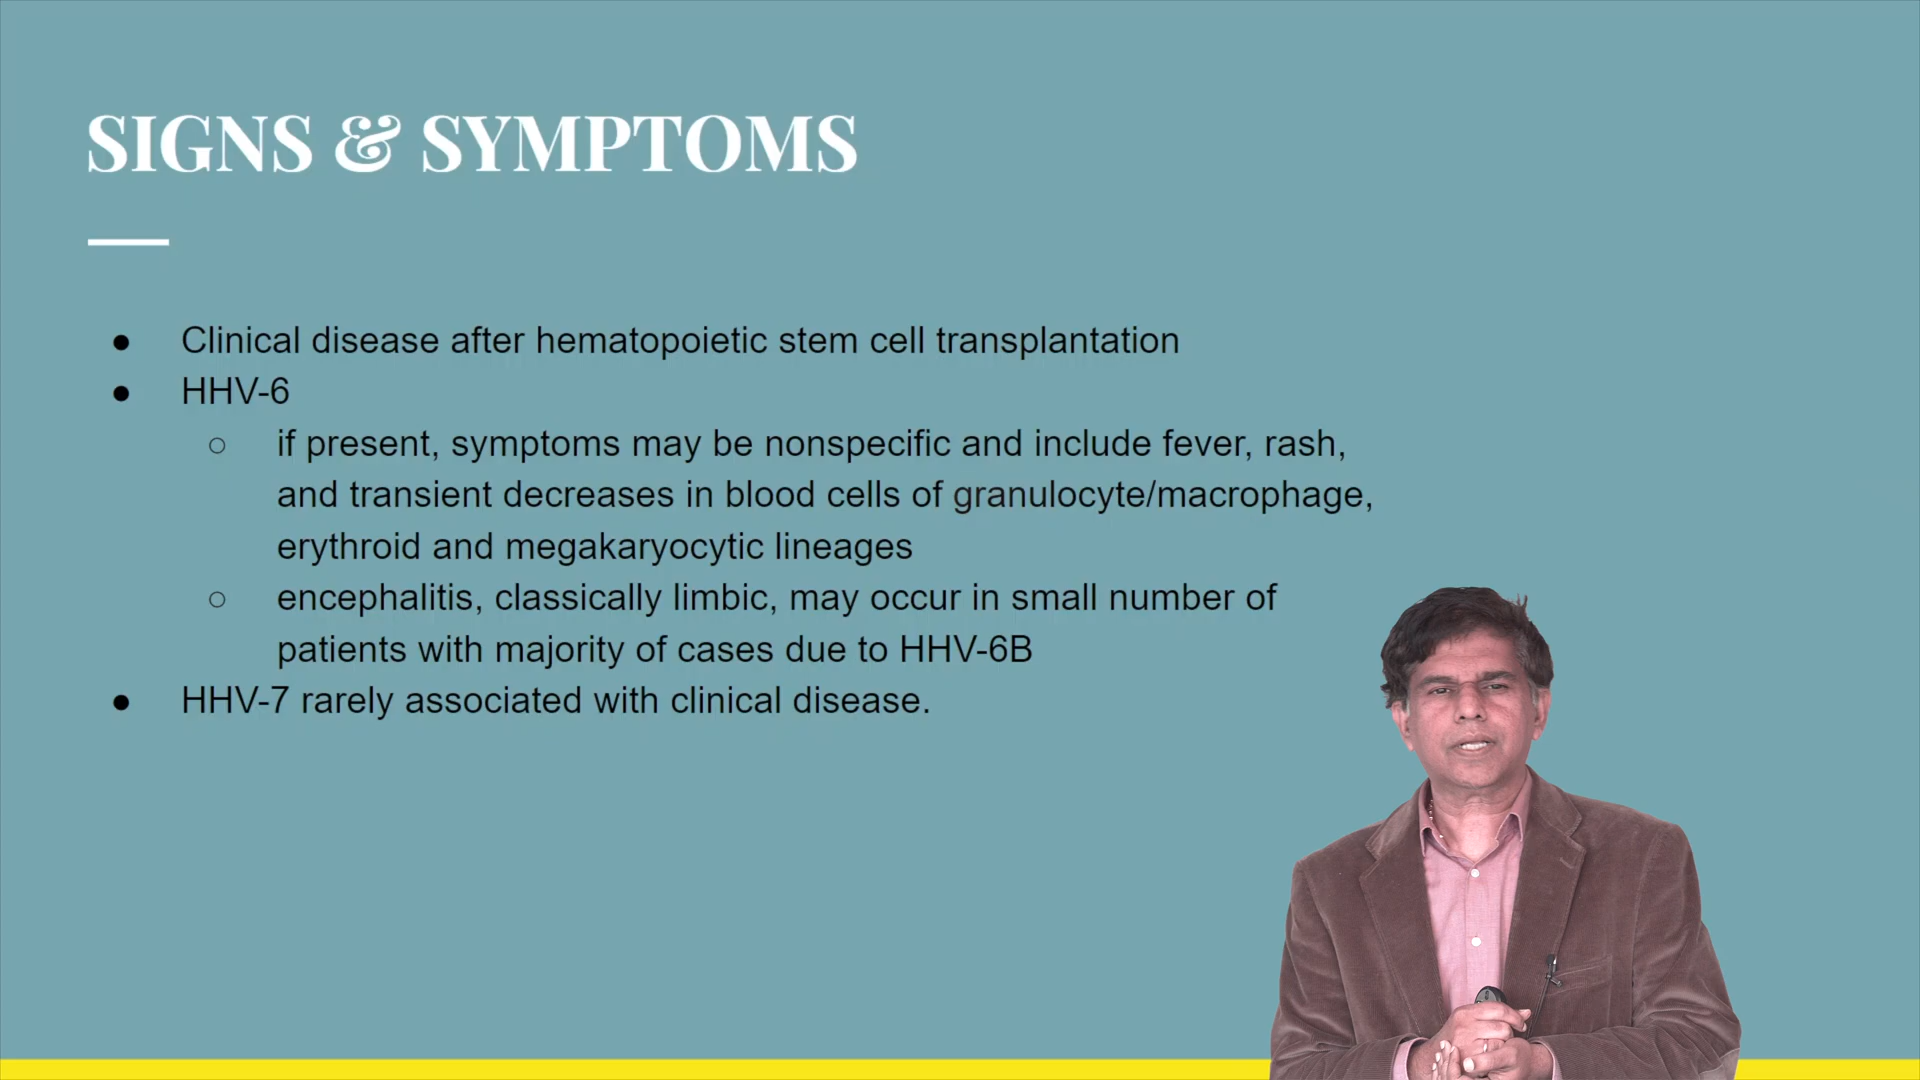 SIGNS & SYMPTOMS
● Clinical disease after hematopoietic stem cell transplantation
● HHV-6
○ if present, symptoms may be nonspecific and include fever, rash,
and transient decreases in blood cells of granulocyte/macrophage,
erythroid and megakaryocytic lineages
○ encephalitis, classically limbic, may occur in small number of
patients with majority of cases due to HHV-6B
● HHV-7 rarely associated with clinical disease.